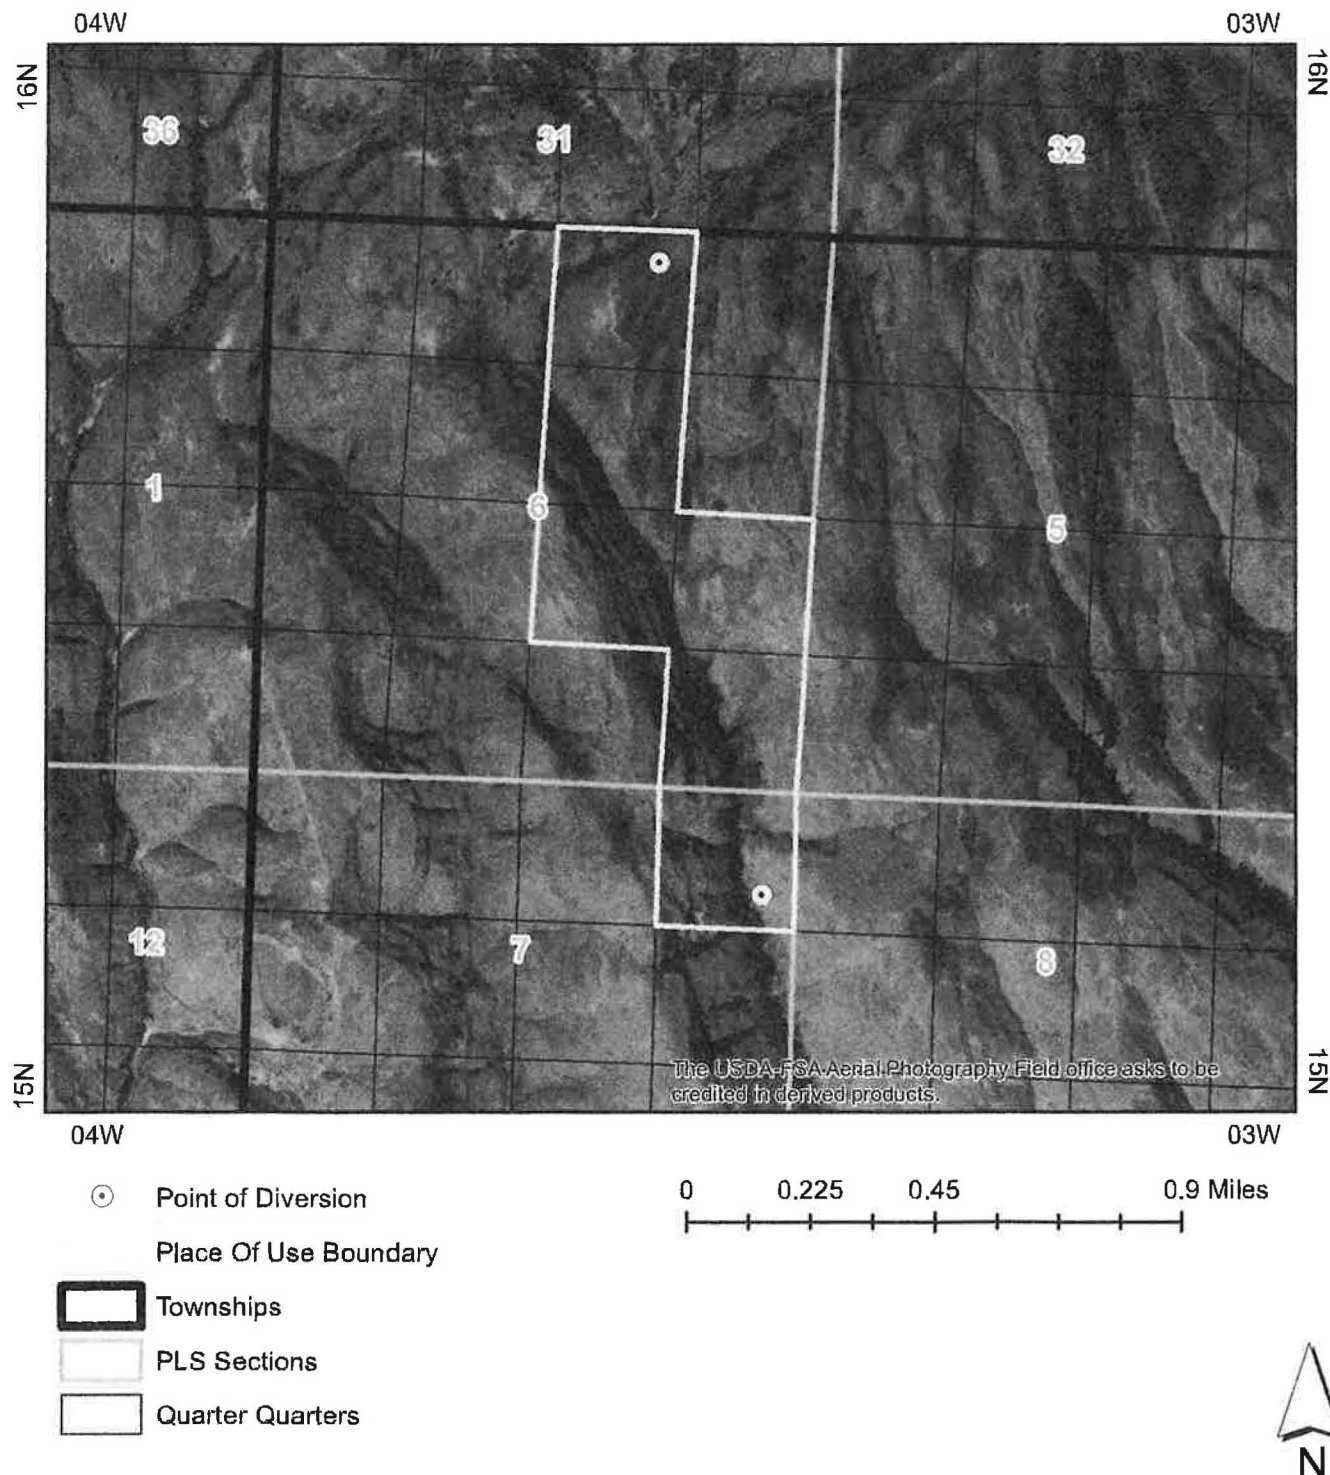 04W 03W
16N 16N
36 31 32
1 6 5
12 7 8
The USDA-FSA Aerial Photography Field office asks to be
credited in derived products.
15N 15N
04W 03W
Point of Diversion
0 0.225 0.45 0.9 Miles
Place Of Use Boundary
Townships
PLS Sections
Quarter Quarters
N